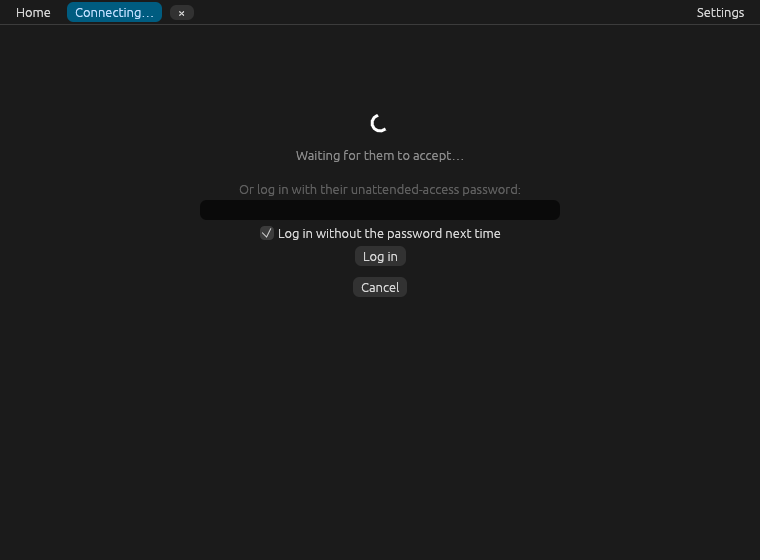 Home Connecting... × Settings
Waiting for them to accept...
Or log in with their unattended-access password:
Log in without the password next time
Log in
Cancel